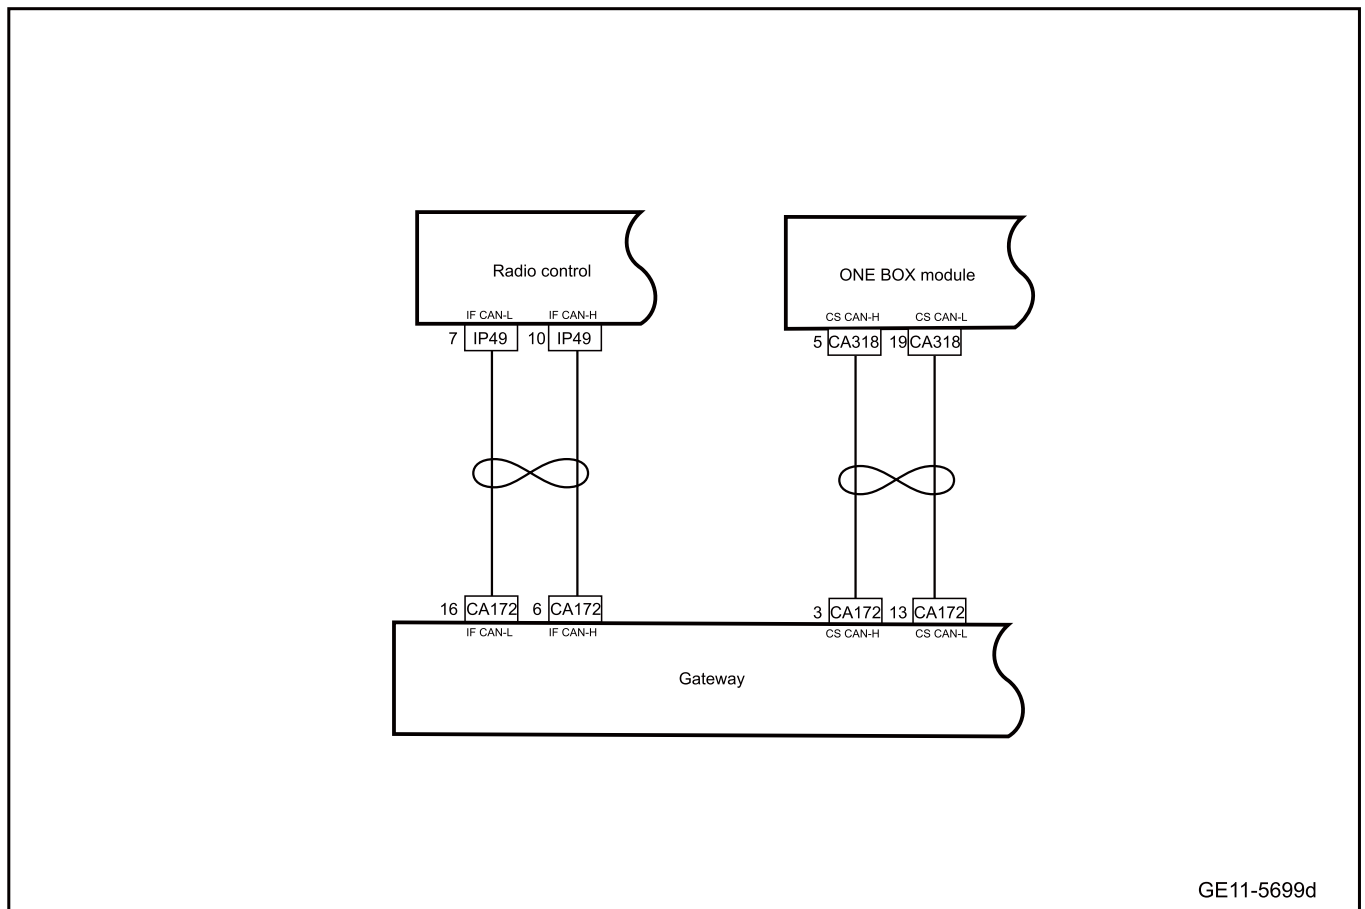 Radio control
ONE BOX module
IF CAN-L IF CAN-H
CS CAN-H CS CAN-L
7 IP49 10 IP49
5 CA318 19 CA318
16 CA172 6 CA172
3 CA172 13 CA172
IF CAN-L IF CAN-H
CS CAN-H CS CAN-L
Gateway
GE11-5699d